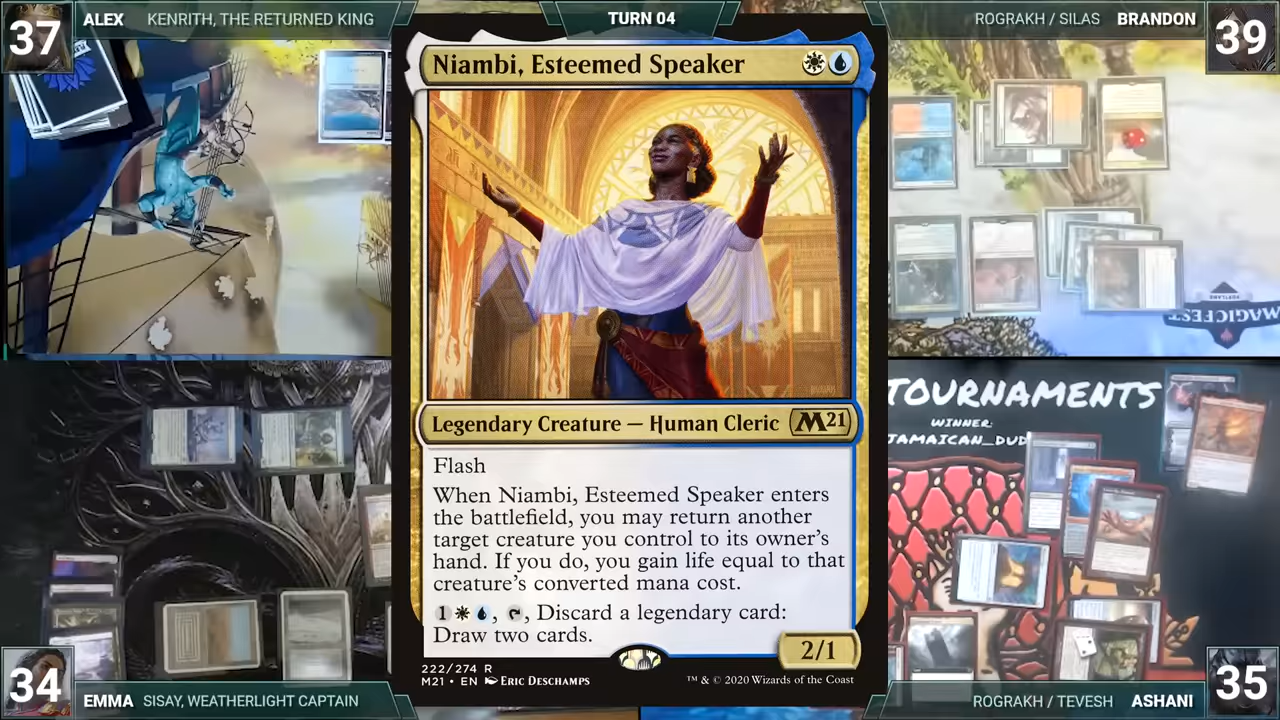 37 ALEX KENRITH, THE RETURNED KING
TURN 04
ROGRAKH / SILAS BRANDON 39
Niambi, Esteemed Speaker
Legendary Creature — Human Cleric M21
Flash
When Niambi, Esteemed Speaker enters
the battlefield, you may return another
target creature you control to its owner's
hand. If you do, you gain life equal to that
creature's converted mana cost.
1 , , Discard a legendary card:
Draw two cards.
2/1
222/274 R
M21 • EN Eric Deschamps
™ & © 2020 Wizards of the Coast
MAGICFEST
TOURNAMENTS
WINNER:
JAMAICAN_DUD
34 EMMA SISAY, WEATHERLIGHT CAPTAIN
ROGRAKH / TEVESH ASHANI 35